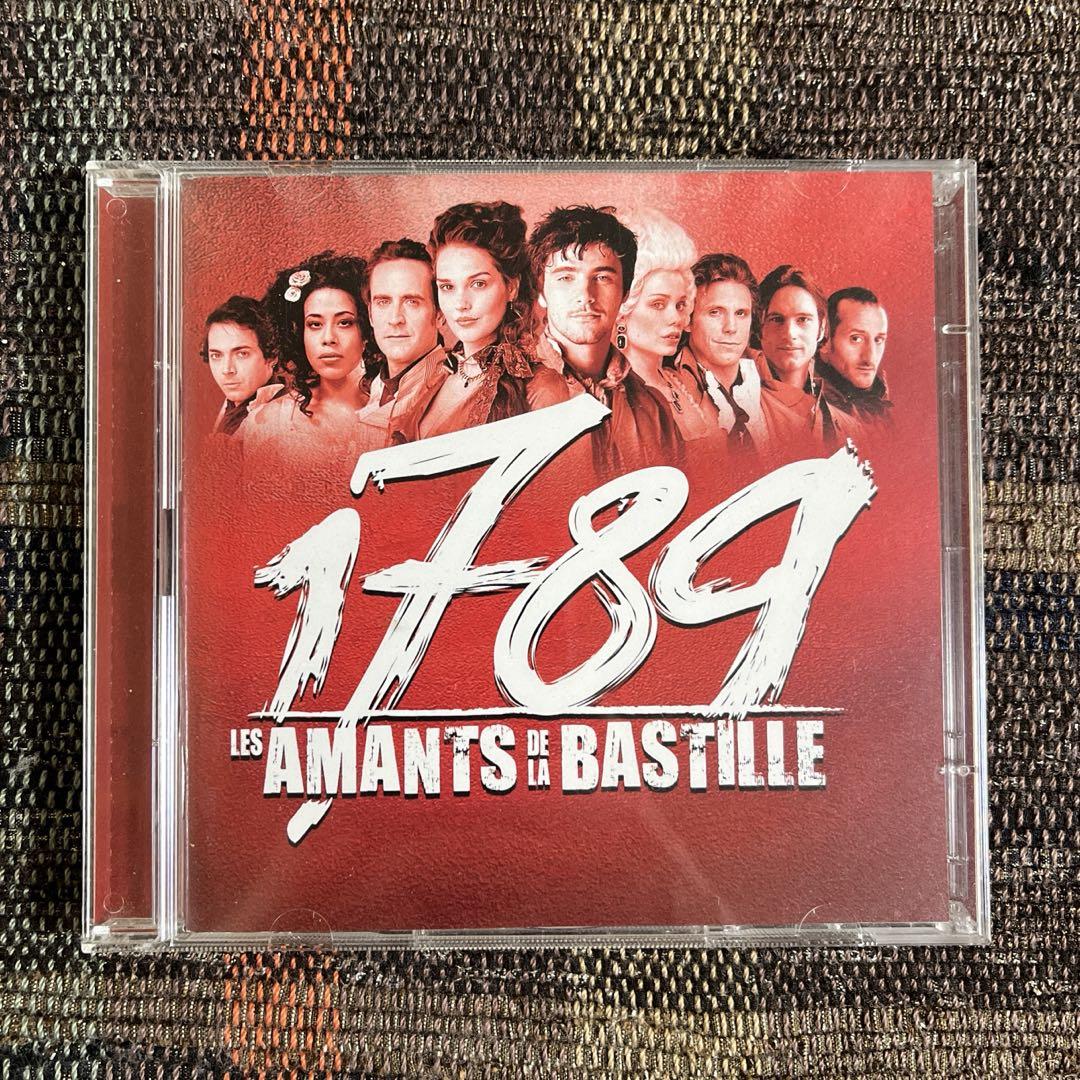 1789
LES AMANTS DE LA BASTILLE